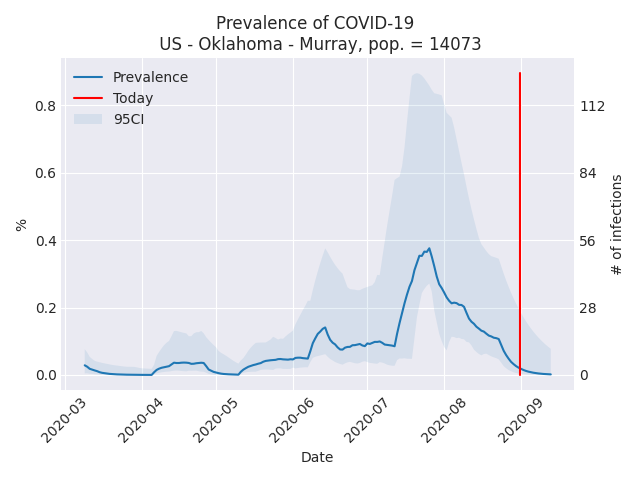 Prevalence of COVID-19
US - Oklahoma - Murray, pop. = 14073
Prevalence
Today
95CI
0.8
0.6
0.4
0.2
0.0
%
112
84
56
28
0
# of infections
2020-03
2020-04
2020-05
2020-06
2020-07
2020-08
2020-09
Date